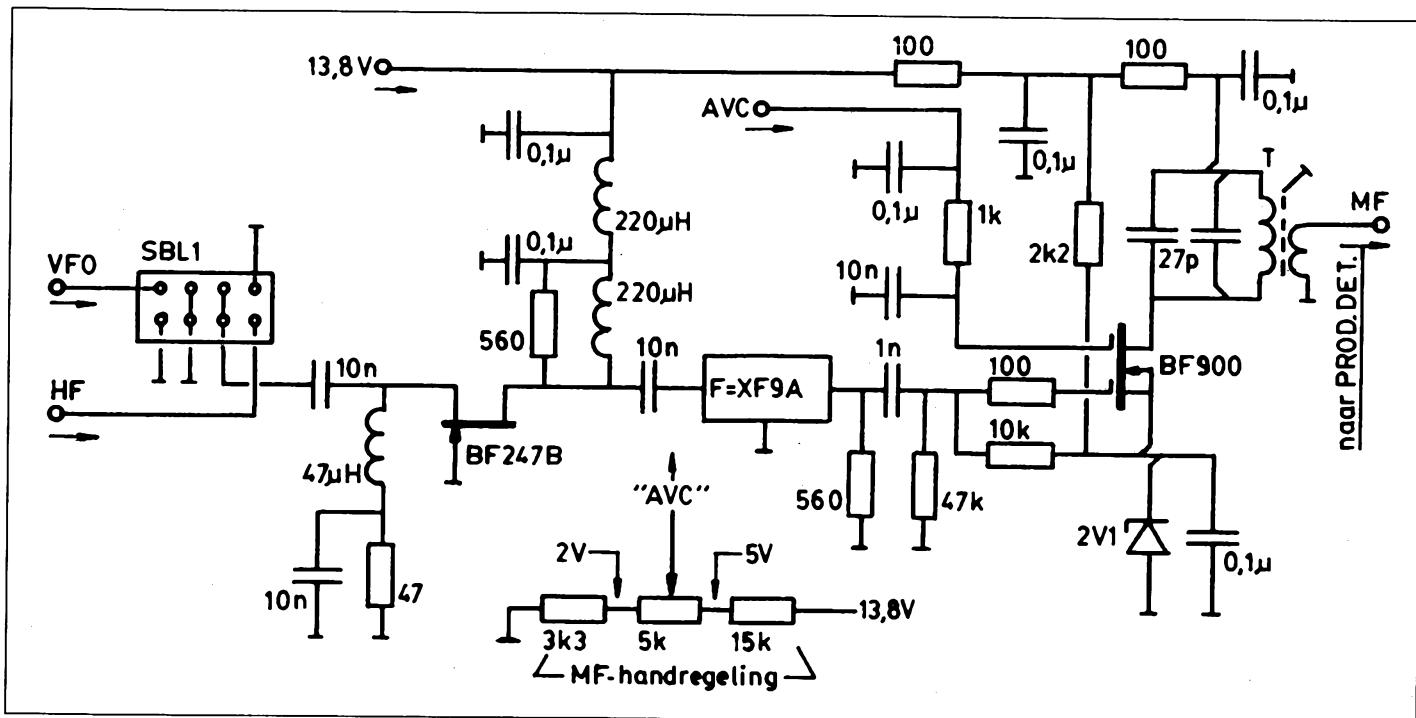 13,8V
100
100
0,1µ
AVC
0,1µ
0,1µ
0,1µ
T
220µH
1k
MF
SBL1
0,1µ
2k2
27p
VFO
10n
220µH
560
10n
1n
10n
F=XF9A
100
BF900
naar PROD. DET.
HF
BF247B
10k
47µH
"AVC"
560
47k
2V
5V
2V1
0,1µ
10n
47
13,8V
3k3
5k
15k
MF-handregeling